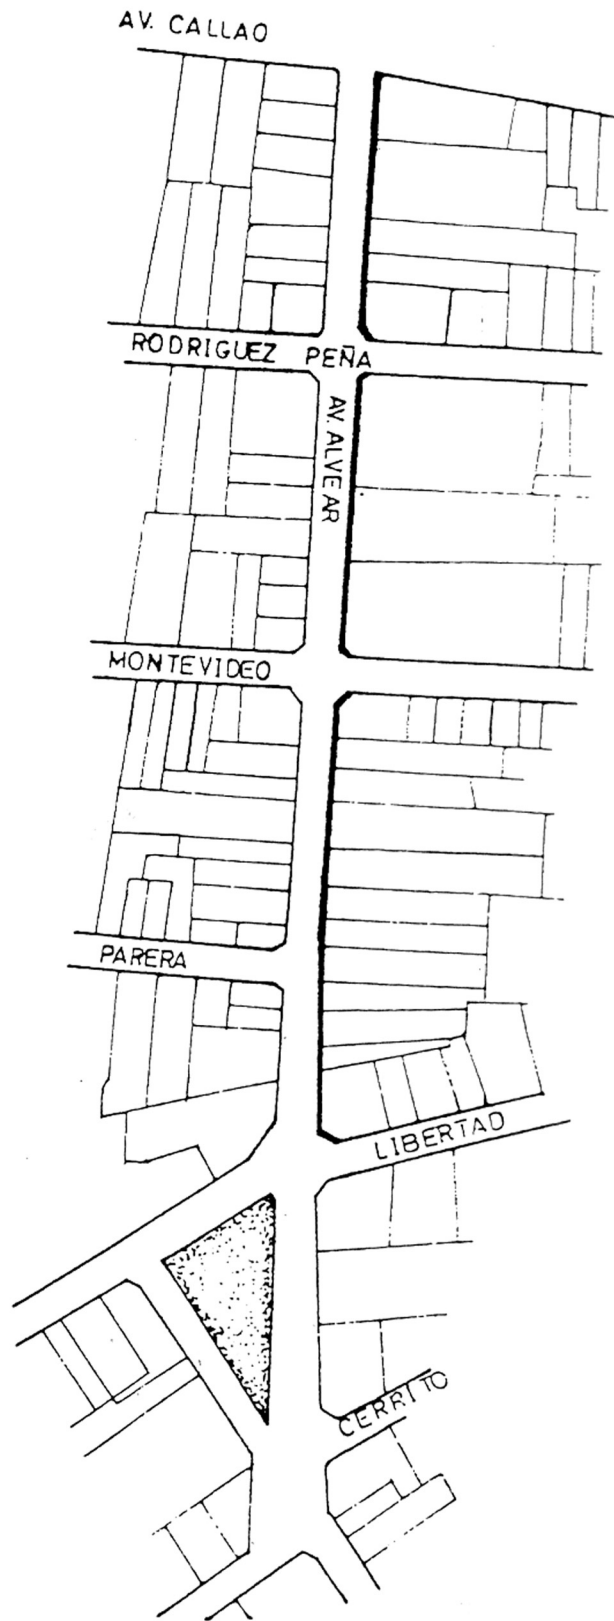 AV. CALLAO
RODRIGUEZ PEÑA
AV. ALVEAR
MONTEVIDEO
PARERA
LIBERTAD
CERRITO